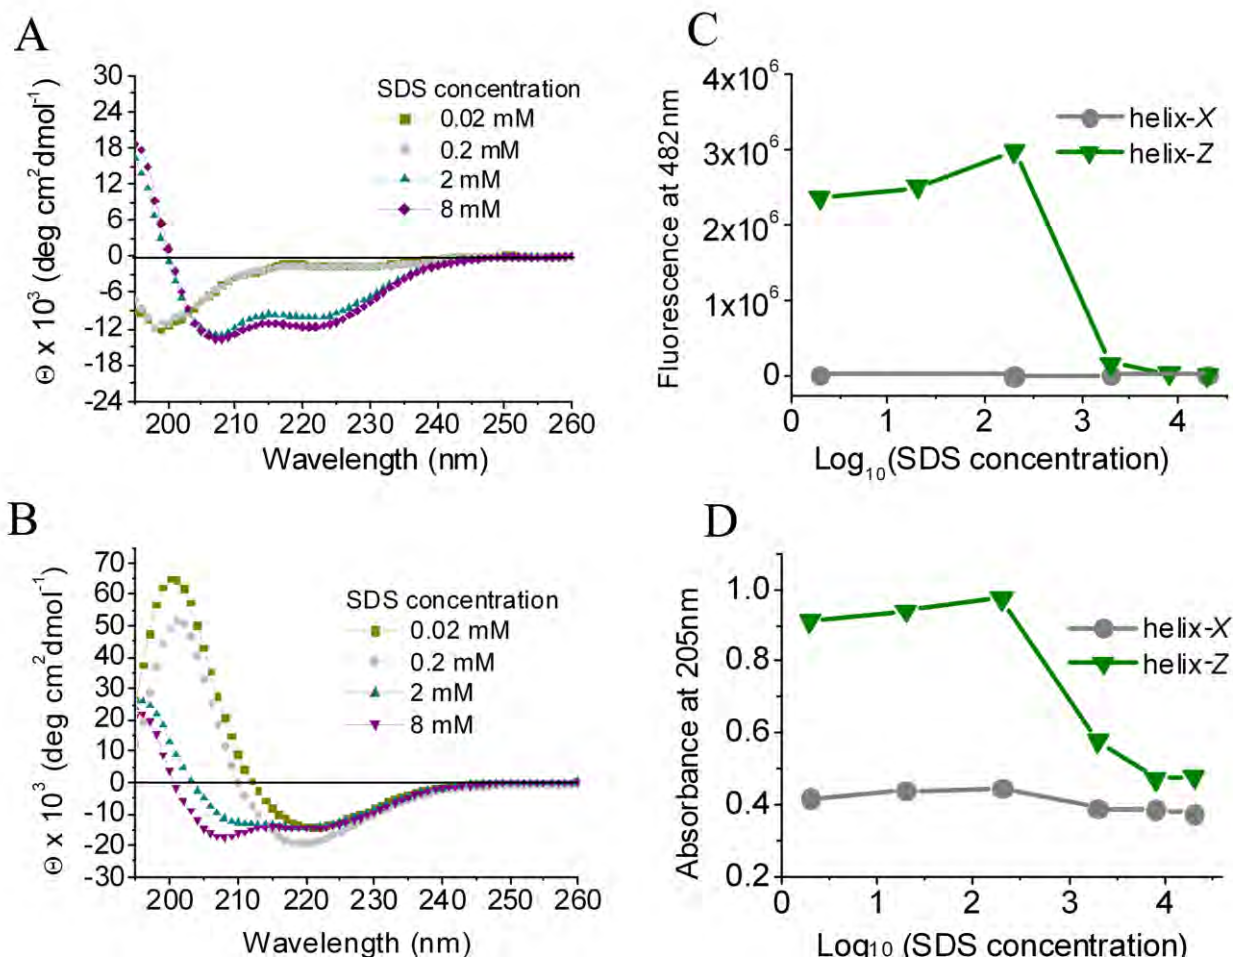 A
30
24
18
12
6
0
-6
-12
-18
-24
Θ x 10³ (deg cm² dmol⁻¹)
200 210 220 230 240 250 260
Wavelength (nm)
SDS concentration
0.02 mM
0.2 mM
2 mM
8 mM
C
4x10⁶
3x10⁶
2x10⁶
1x10⁶
0
Fluorescence at 482nm
0 1 2 3 4
Log₁₀(SDS concentration)
helix-X
helix-Z
B
70
60
50
40
30
20
10
0
-10
-20
-30
Θ x 10³ (deg cm² dmol⁻¹)
200 210 220 230 240 250 260
Wavelength (nm)
SDS concentration
0.02 mM
0.2 mM
2 mM
8 mM
D
1.0
0.8
0.6
0.4
0.2
Absorbance at 205nm
0 1 2 3 4
Log₁₀ (SDS concentration)
helix-X
helix-Z